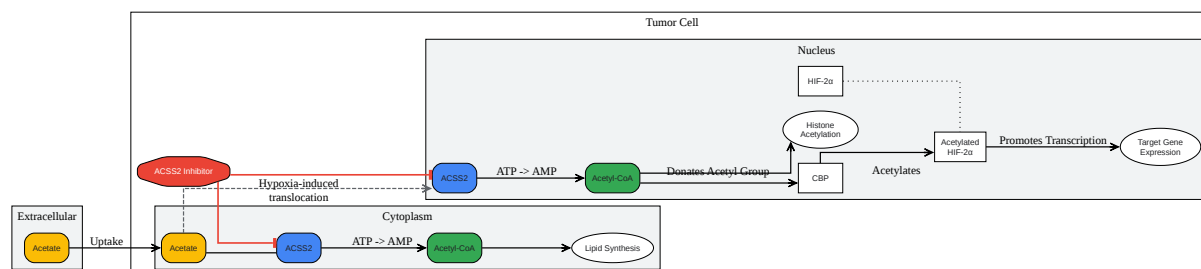 Tumor Cell
Nucleus
HIF-2α
Histone
Acetylation
Acetylated
HIF-2α
Promotes Transcription
Target Gene
Expression
ACSS2 Inhibitor
ACSS2
ATP -> AMP
Acetyl-CoA
Donates Acetyl Group
CBP
Acetylates
Hypoxia-induced
translocation
Extracellular
Cytoplasm
Acetate
Uptake
Acetate
ACSS2
ATP -> AMP
Acetyl-CoA
Lipid Synthesis